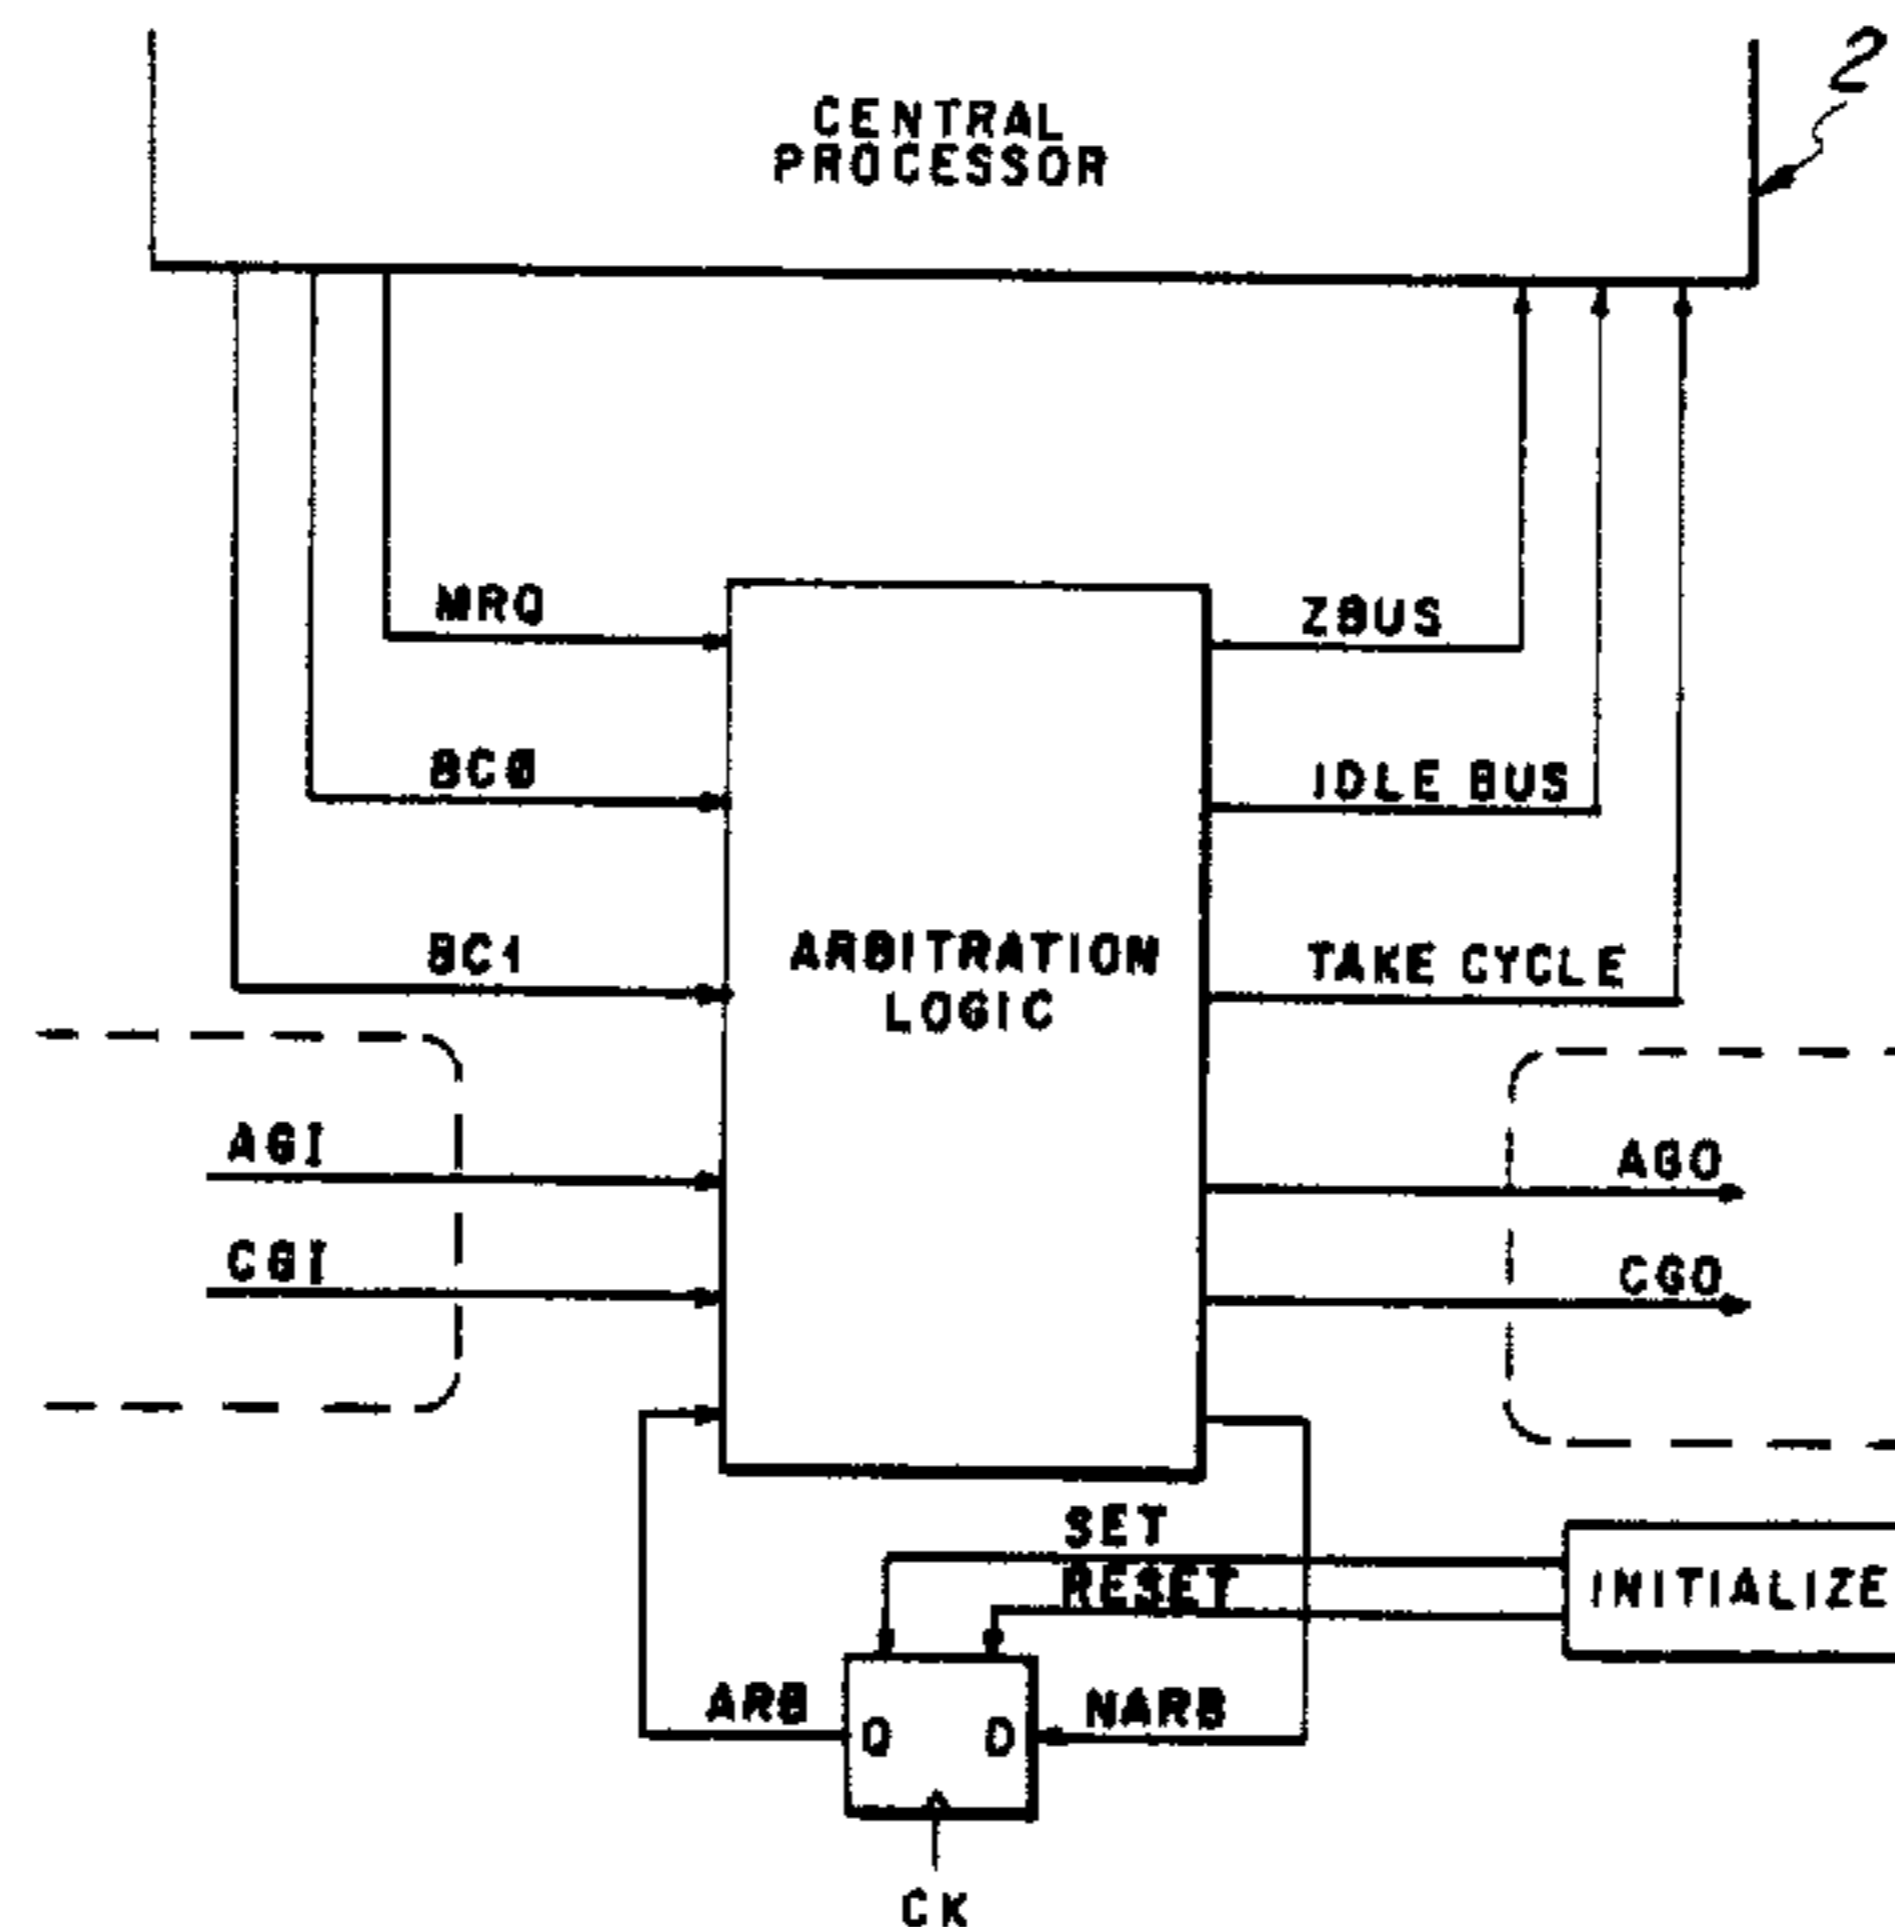 2
CENTRAL
PROCESSOR
MRQ
ZBUS
BC0
IDLE BUS
BC1
ARBITRATION
LOGIC
TAKE CYCLE
AGI
AGO
CGI
CGO
SET
RESET
INITIALIZE
ARB
NARB
Q D
CK